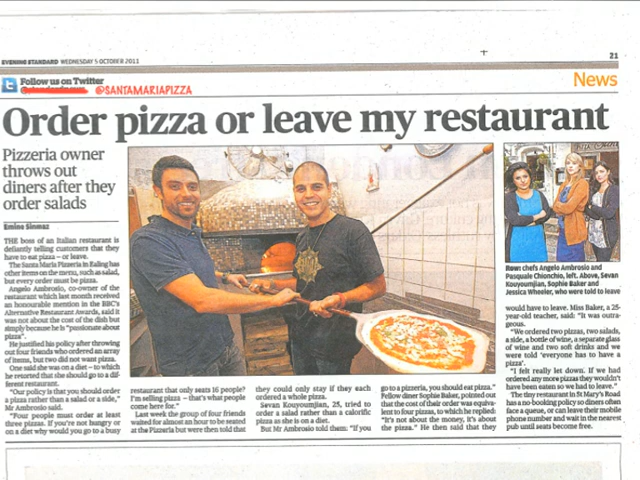 EVENING STANDARD WEDNESDAY 5 OCTOBER 2011
21
Follow us on Twitter
@SANTAMARIAPIZZA
News
Order pizza or leave my restaurant
Pizzeria owner
throws out
diners after they
order salads
Emine Sinmaz
THE boss of an Italian restaurant is
defiantly telling customers that they
have to eat pizza – or leave.
The Santa Maria Pizzeria in Ealing has
other items on the menu, such as salad,
but every order must be pizza.
Angelo Ambrosio, co-owner of the
restaurant which last month received
an honourable mention in the BBC's
Alternative Restaurant Awards, said it
was not about the cost of the dish but
simply because he is "passionate about
pizza".
He justified his policy after throwing
out four friends who ordered an array
of items, but two did not want pizza.
One said she was on a diet – to which
he retorted that she should go to a dif-
ferent restaurant.
"Our policy is that you should order
a pizza rather than a salad or a side,"
Mr Ambrosio said.
"Four people must order at least
three pizzas. If you're not hungry or
on a diet why would you go to a busy
restaurant that only seats 16 people?
I'm selling pizza – that's why people
come here for."
Last week the group of four friends
waited for almost an hour to be seated
at the Pizzeria but were then told that
they could only stay if they each
ordered a whole pizza.
Sevan Kouyoumjian, 25, tried to
order a salad rather than a calorific
pizza as she is on a diet.
But Mr Ambrosio told them: "If you
go to a pizzeria, you should eat pizza."
Fellow diner Sophie Baker, pointed out
that the cost of their order was equiva-
lent to four pizzas, to which he replied:
"It's not about the money, it's about
the pizza." He then said that they
Row: chefs Angelo Ambrosio and
Pasquale Chionchio, left. Above, Sevan
Kouyoumjian, Sophie Baker and
Jessica Wheeler, who were told to leave
would have to leave. Miss Baker, a 25-
year-old teacher, said: "It was outra-
geous.
"We ordered two pizzas, two salads,
a side, a bottle of wine, a separate glass
of wine and two soft drinks and we
were told 'everyone has to have a
pizza'.
"I felt really let down. If we had
ordered any more pizzas they wouldn't
have been eaten so we had to leave."
The tiny restaurant in St Mary's Road
has a no-booking policy so diners often
face a queue, or can leave their mobile
phone number and wait in the nearest
pub until seats become free.